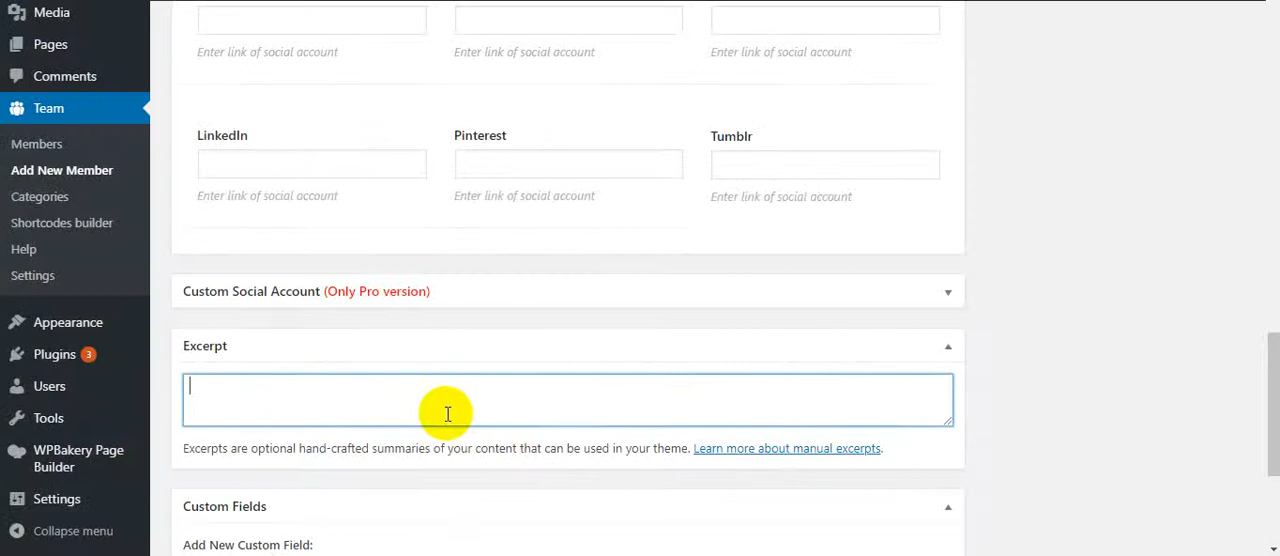 Media
Pages
Comments
Team
Members
Add New Member
Categories
Shortcodes builder
Help
Settings
Appearance
Plugins 3
Users
Tools
WPBakery Page
Builder
Settings
Collapse menu
Enter link of social account Enter link of social account Enter link of social account
LinkedIn Pinterest Tumblr
Enter link of social account Enter link of social account Enter link of social account
Custom Social Account (Only Pro version)
Excerpt
Excerpts are optional hand-crafted summaries of your content that can be used in your theme. Learn more about manual excerpts.
Custom Fields
Add New Custom Field: